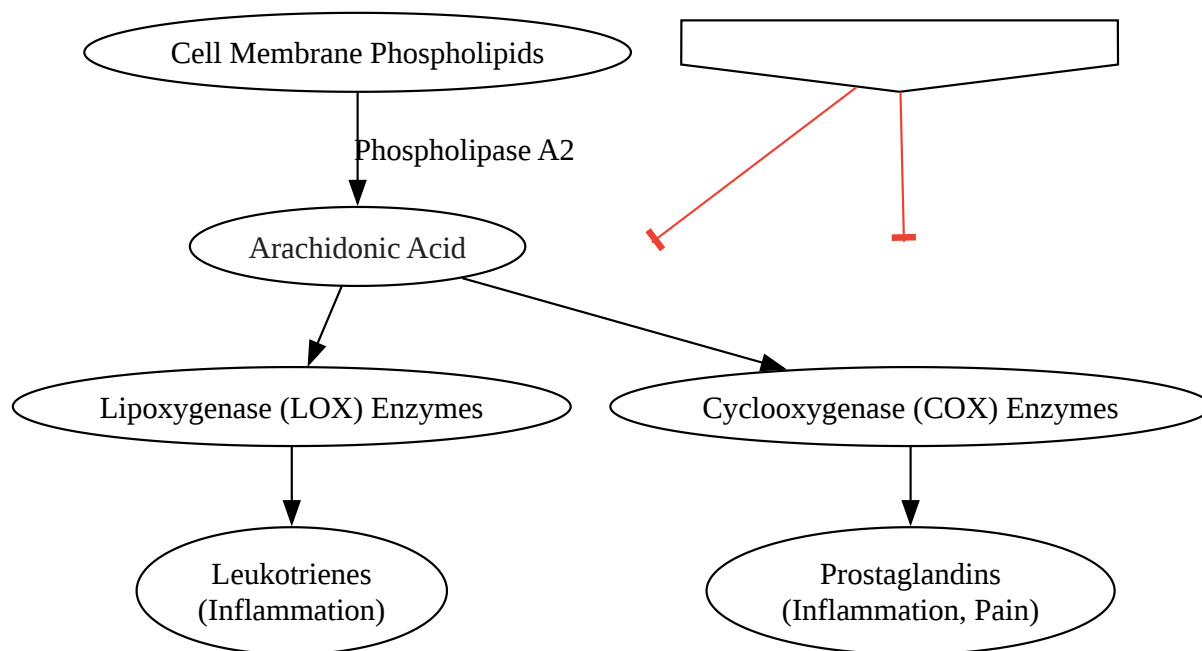 Cell Membrane Phospholipids
Phospholipase A2
Arachidonic Acid
Lipoxygenase (LOX) Enzymes
Cyclooxygenase (COX) Enzymes
Leukotrienes
(Inflammation)
Prostaglandins
(Inflammation, Pain)